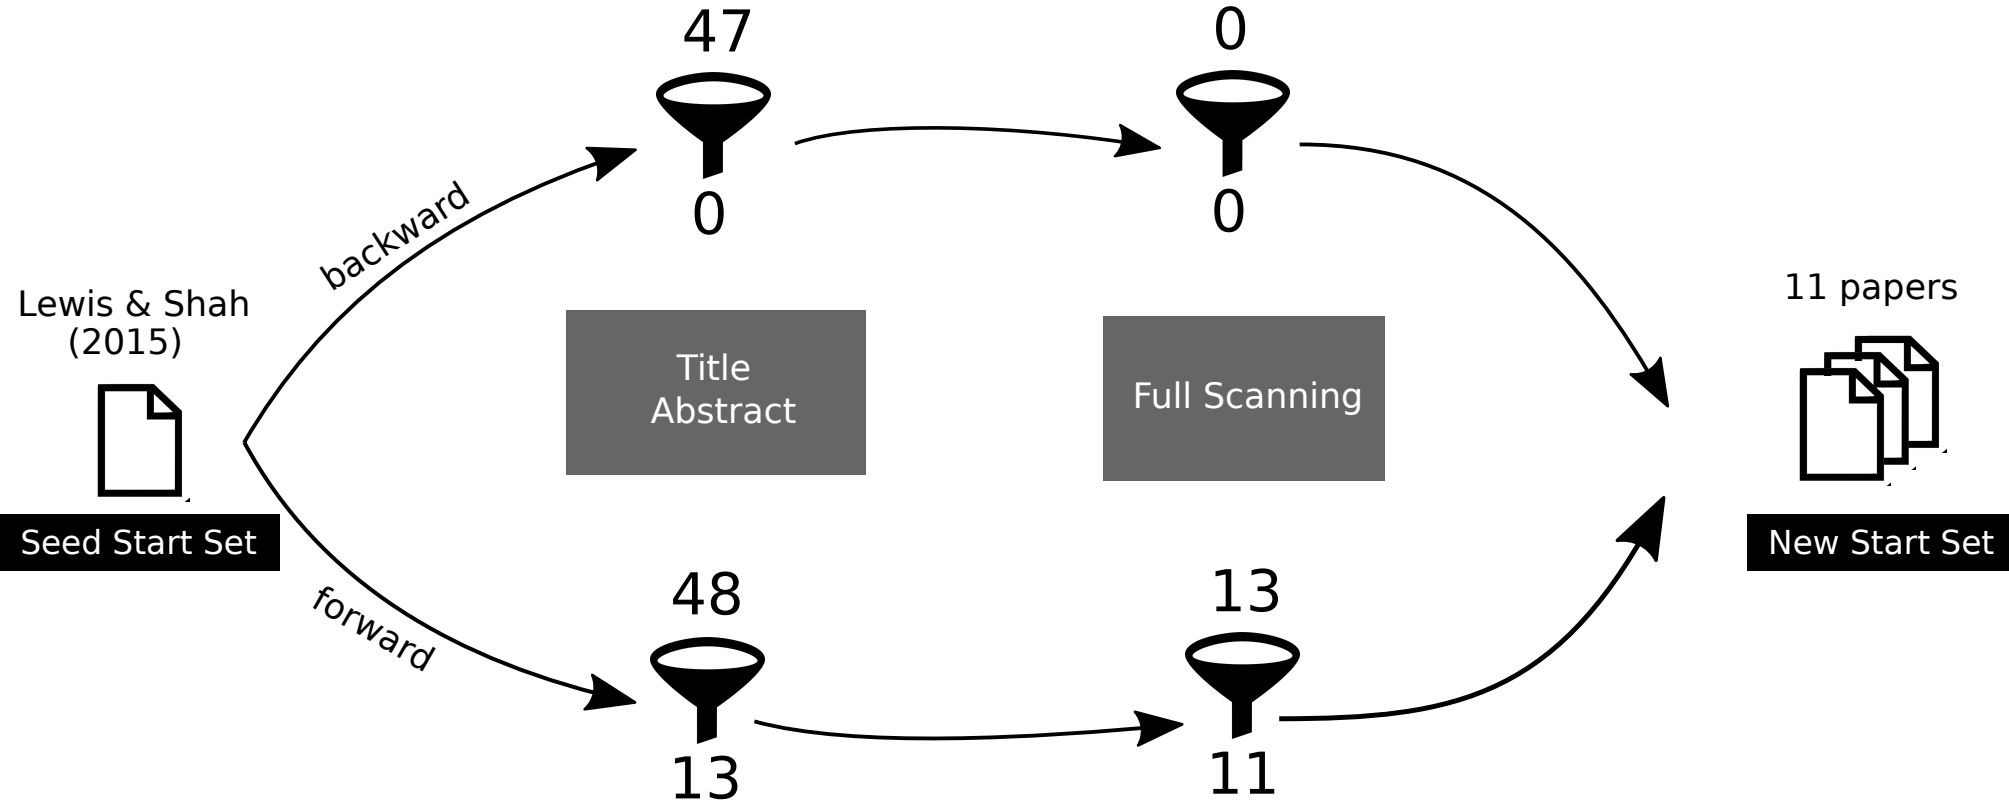 47
0
0
0
backward
Lewis & Shah
(2015)
Seed Start Set
Title
Abstract
Full Scanning
11 papers
New Start Set
forward
48
13
13
11